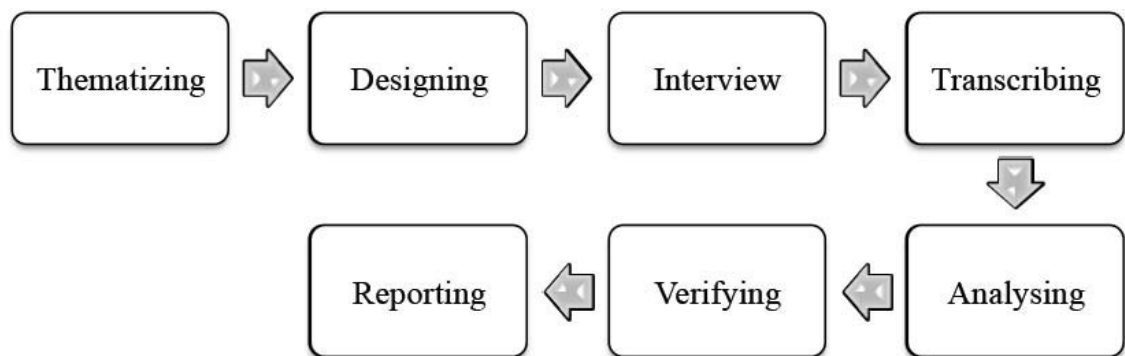 Thematizing
Designing
Interview
Transcribing
Analysing
Verifying
Reporting